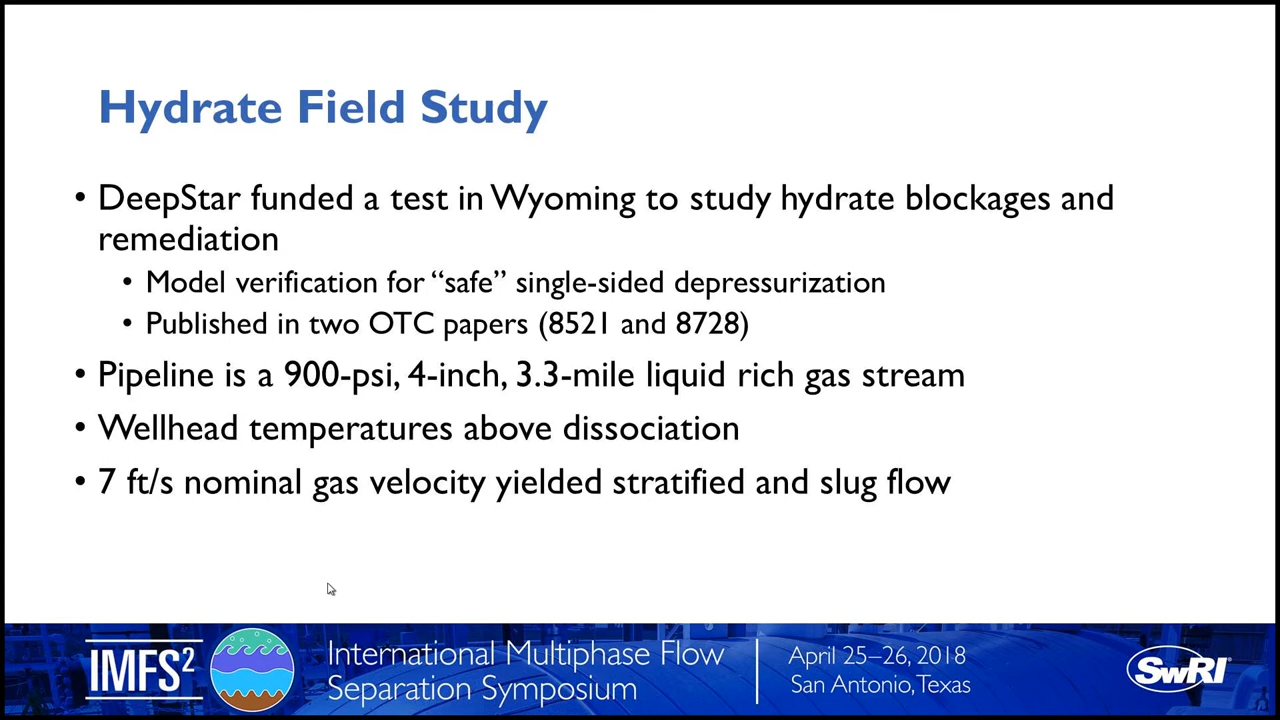 Hydrate Field Study
• DeepStar funded a test in Wyoming to study hydrate blockages and
remediation
• Model verification for “safe” single-sided depressurization
• Published in two OTC papers (8521 and 8728)
• Pipeline is a 900-psi, 4-inch, 3.3-mile liquid rich gas stream
• Wellhead temperatures above dissociation
• 7 ft/s nominal gas velocity yielded stratified and slug flow
IMFS²
International Multiphase Flow
Separation Symposium
April 25–26, 2018
San Antonio, Texas
SwRI®